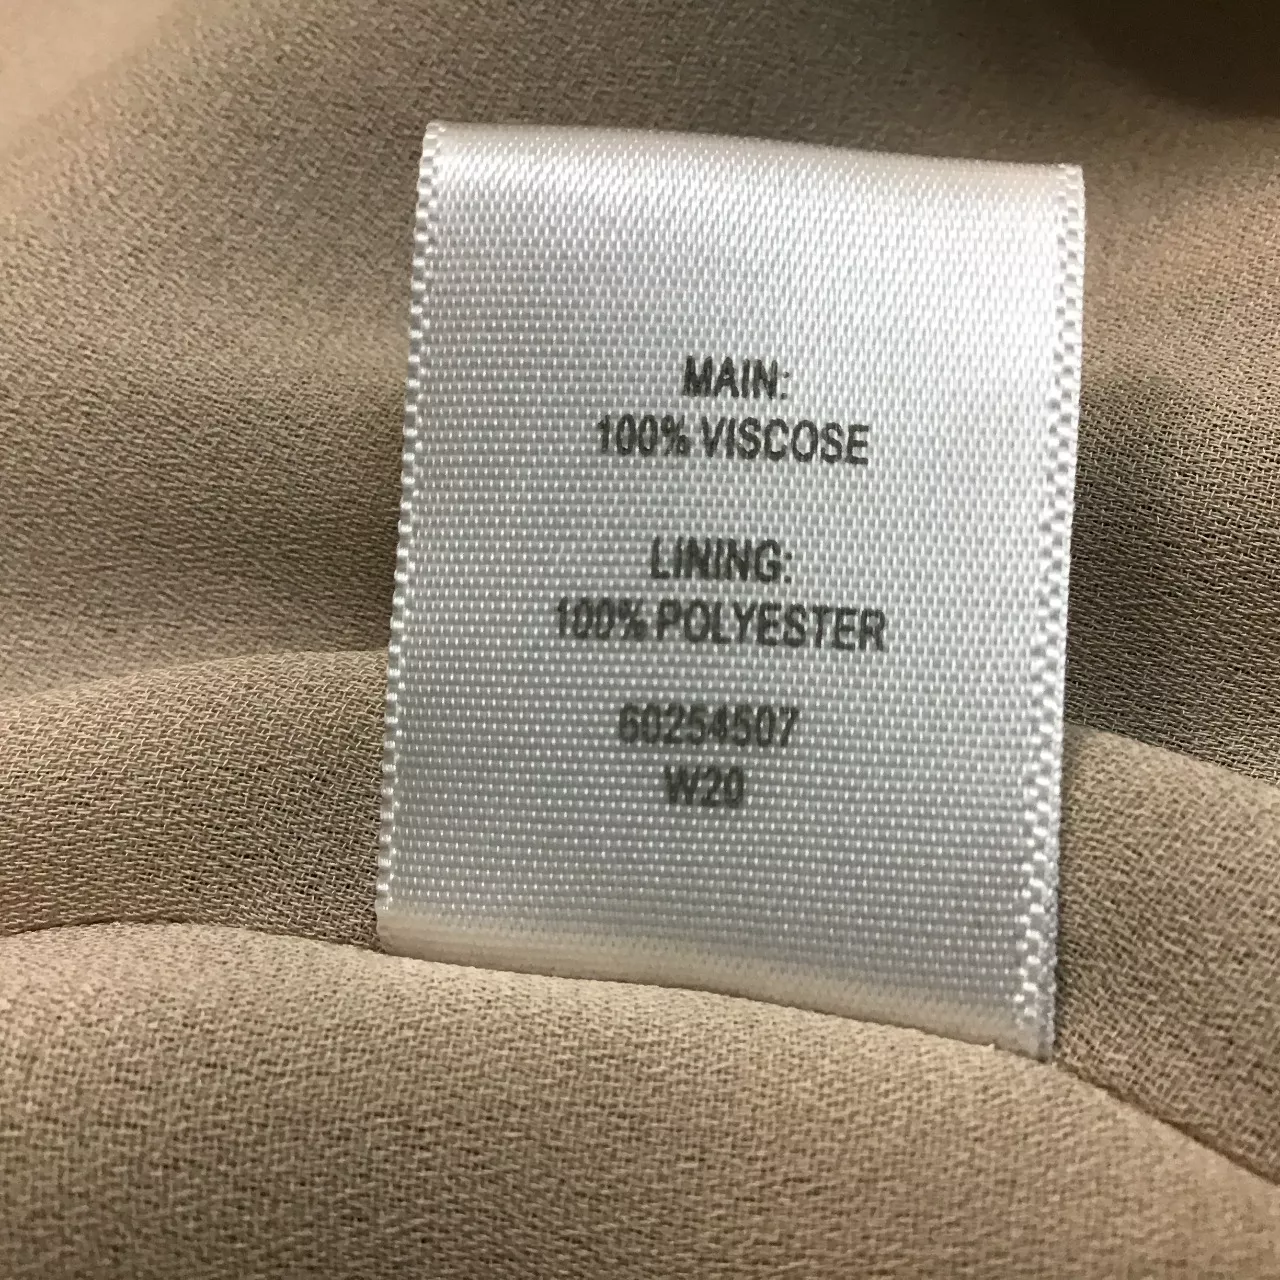 MAIN:
100% VISCOSE
LINING:
100% POLYESTER
60254507
W20